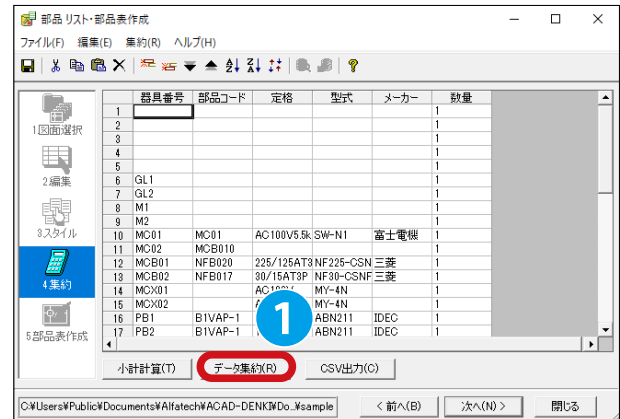 部品 リスト・部品表作成
ファイル(F) 編集(E) 集約(R) ヘルプ(H)
器具番号 部品コード 定格 型式 メーカー 数量
1 1
2 1
3 1
4 1
5 1
6 GL1 1
7 GL2 1
8 M1 1
9 M2 1
10 MC01 MC01 AC100V5.5k SW-N1 富士電機 1
11 MC02 MCB010 1
12 MCB01 NFB020 225/125AT3 NF225-CSN 三菱 1
13 MCB02 NFB017 30/15AT3P NF30-CSNF 三菱 1
14 MCX01 MY-4N 1
15 MCX02 MY-4N 1
16 PB1 B1VAP-1 ABN211 IDEC 1
17 PB2 B1VAP-1 ABN211 IDEC 1
1.図面選択
2.編集
3.スタイル
4.集約
5.部品表作成
1
小計計算(T) データ集約(R) CSV出力(C)
C:¥Users¥Public¥Documents¥Alfatech¥ACAD-DENKI¥Do..¥sample <前へ(B) 次へ(N)> 閉じる